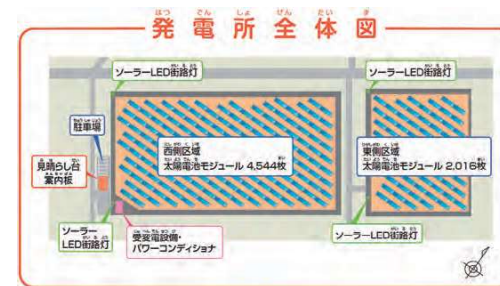 発電所全体図
ソーラーLED街路灯
ソーラーLED街路灯
駐車場
見晴らし台
案内板
西側区域
太陽電池モジュール 4,544枚
東側区域
太陽電池モジュール 2,016枚
ソーラー
LED街路灯
受変電設備・
パワーコンディショナ
ソーラーLED街路灯